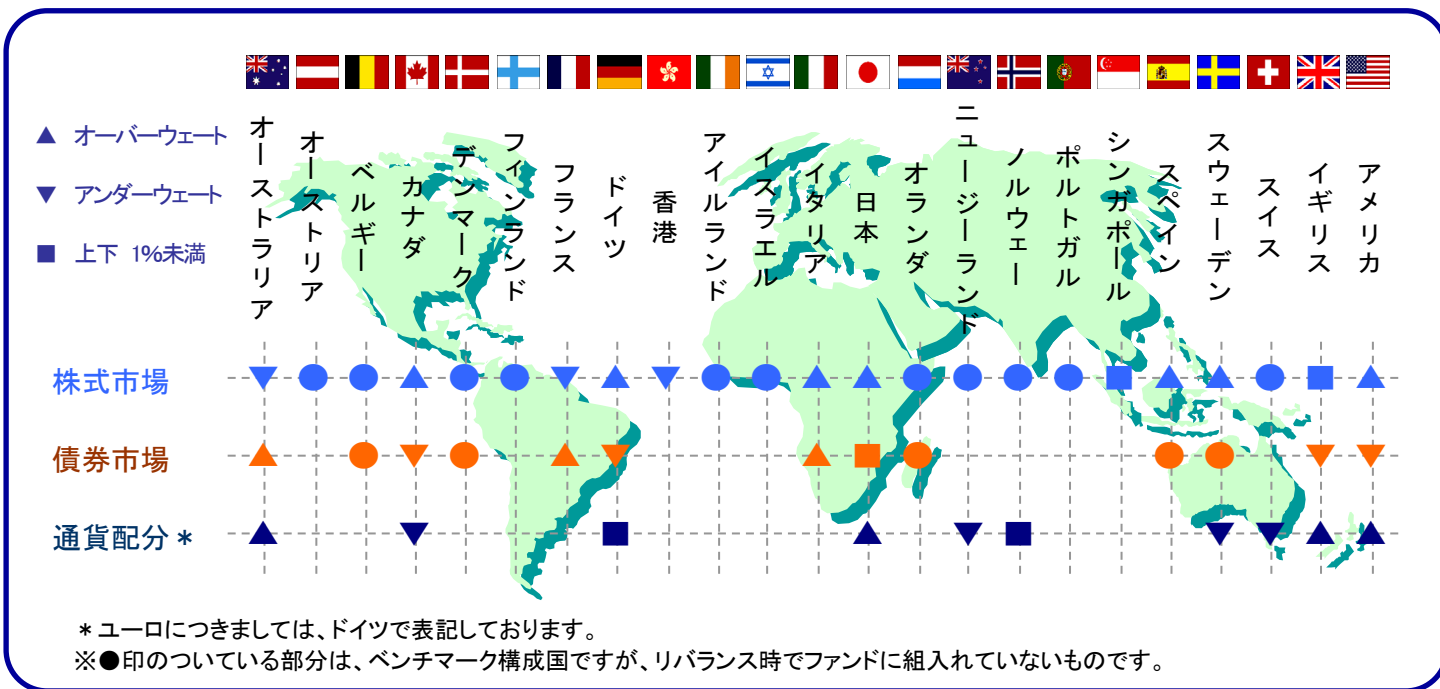 ▲ オーバーウェート
▼ アンダーウェート
■ 上下 1%未満
オーストラリア
オーストリア
ベルギー
カナダ
デンマーク
フィンランド
フランス
ドイツ
香港
アイルランド
イスラエル
イタリア
日本
オランダ
ニュージーランド
ノルウェー
ポルトガル
シンガポール
スペイン
スウェーデン
スイス
イギリス
アメリカ
株式市場
債券市場
通貨配分*
*ユーロにつきましては、ドイツで表記しております。
※●印のついている部分は、ベンチマーク構成国ですが、リバランス時でファンドに組入れていないものです。